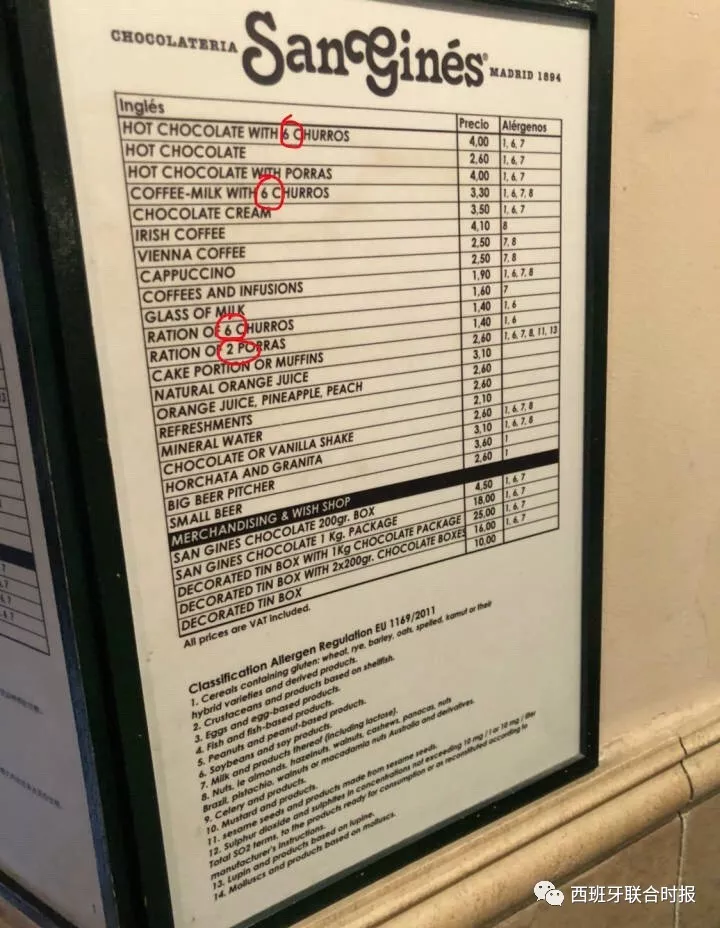 CHOCOLATERIA SanGinés MADRID 1894
Inglés Precio Alérgenos
HOT CHOCOLATE WITH 6 CHURROS 4,00 1, 6, 7
HOT CHOCOLATE 2,60 1, 6, 7
HOT CHOCOLATE WITH PORRAS 4,00 1, 6, 7
COFFEE-MILK WITH 6 CHURROS 3,30 1, 6, 7, 8
CHOCOLATE CREAM 3,50 1, 6, 7
IRISH COFFEE 4,10 8
VIENNA COFFEE 2,50 7, 8
CAPPUCCINO 2,50 7, 8
COFFEES AND INFUSIONS 1,90 1, 6, 7, 8
GLASS OF MILK 1,60 7
RATION OF 6 CHURROS 1,40 1, 6
RATION OF 2 PORRAS 1,40 1, 6
CAKE PORTION OR MUFFINS 2,60 1, 6, 7, 8, 11, 13
NATURAL ORANGE JUICE 3,10
ORANGE JUICE, PINEAPPLE, PEACH 2,60
REFRESHMENTS 2,60
MINERAL WATER 2,10
CHOCOLATE OR VANILLA SHAKE 2,60 1, 6, 7, 8
HORCHATA AND GRANITA 3,10 1, 6, 7, 8
BIG BEER PITCHER 3,60 1
SMALL BEER 2,60 1
MERCHANDISING & WISH SHOP
SAN GINES CHOCOLATE 200gr. BOX 4,50 1, 6, 7
SAN GINES CHOCOLATE 1 Kg. PACKAGE 18,00 1, 6, 7
DECORATED TIN BOX WITH 1Kg CHOCOLATE PACKAGE 25,00 1, 6, 7
DECORATED TIN BOX WITH 2x200gr. CHOCOLATE BOXES 16,00 1, 6, 7
DECORATED TIN BOX 10,00
All prices are VAT included.
Classification Allergen Regulation EU 1169/2011
1. Cereals containing gluten: wheat, rye, barley, oats, spelled, kamut or their
hybrid varieties and derived products.
2. Crustaceans and products based on shellfish.
3. Eggs and egg-based products.
4. Fish and fish-based products.
5. Peanuts and peanut-based products.
6. Soybeans and soy products.
7. Milk and products thereof (including lactose).
8. Nuts, le almonds, hazelnuts, walnuts, cashews, panacas, nuts
Brazil, pistachio, walnuts or macadamia nuts Australia and derivatives.
9. Celery and products.
10. Mustard and products.
11. sesame seeds and products made from sesame seeds.
12. Sulphur dioxide and sulphites in concentrations not exceeding 10 mg / l or 10 mg / liter
Total SO2 terms, to the products ready for consumption or as reconstituted according to
manufacturer's instructions.
13. Lupin and products based on lupine.
14. Molluscs and products based on molluscs.
西班牙联合时报